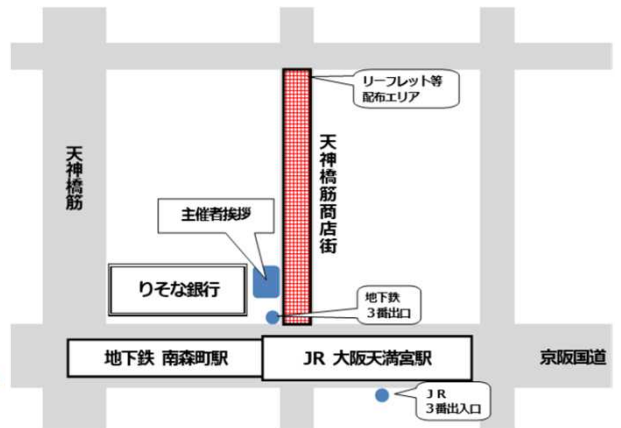 リーフレット等
配布エリア
天神橋筋
天神橋筋商店街
主催者挨拶
りそな銀行
地下鉄
3番出口
地下鉄 南森町駅
JR 大阪天満宮駅
京阪国道
JR
3番出入口